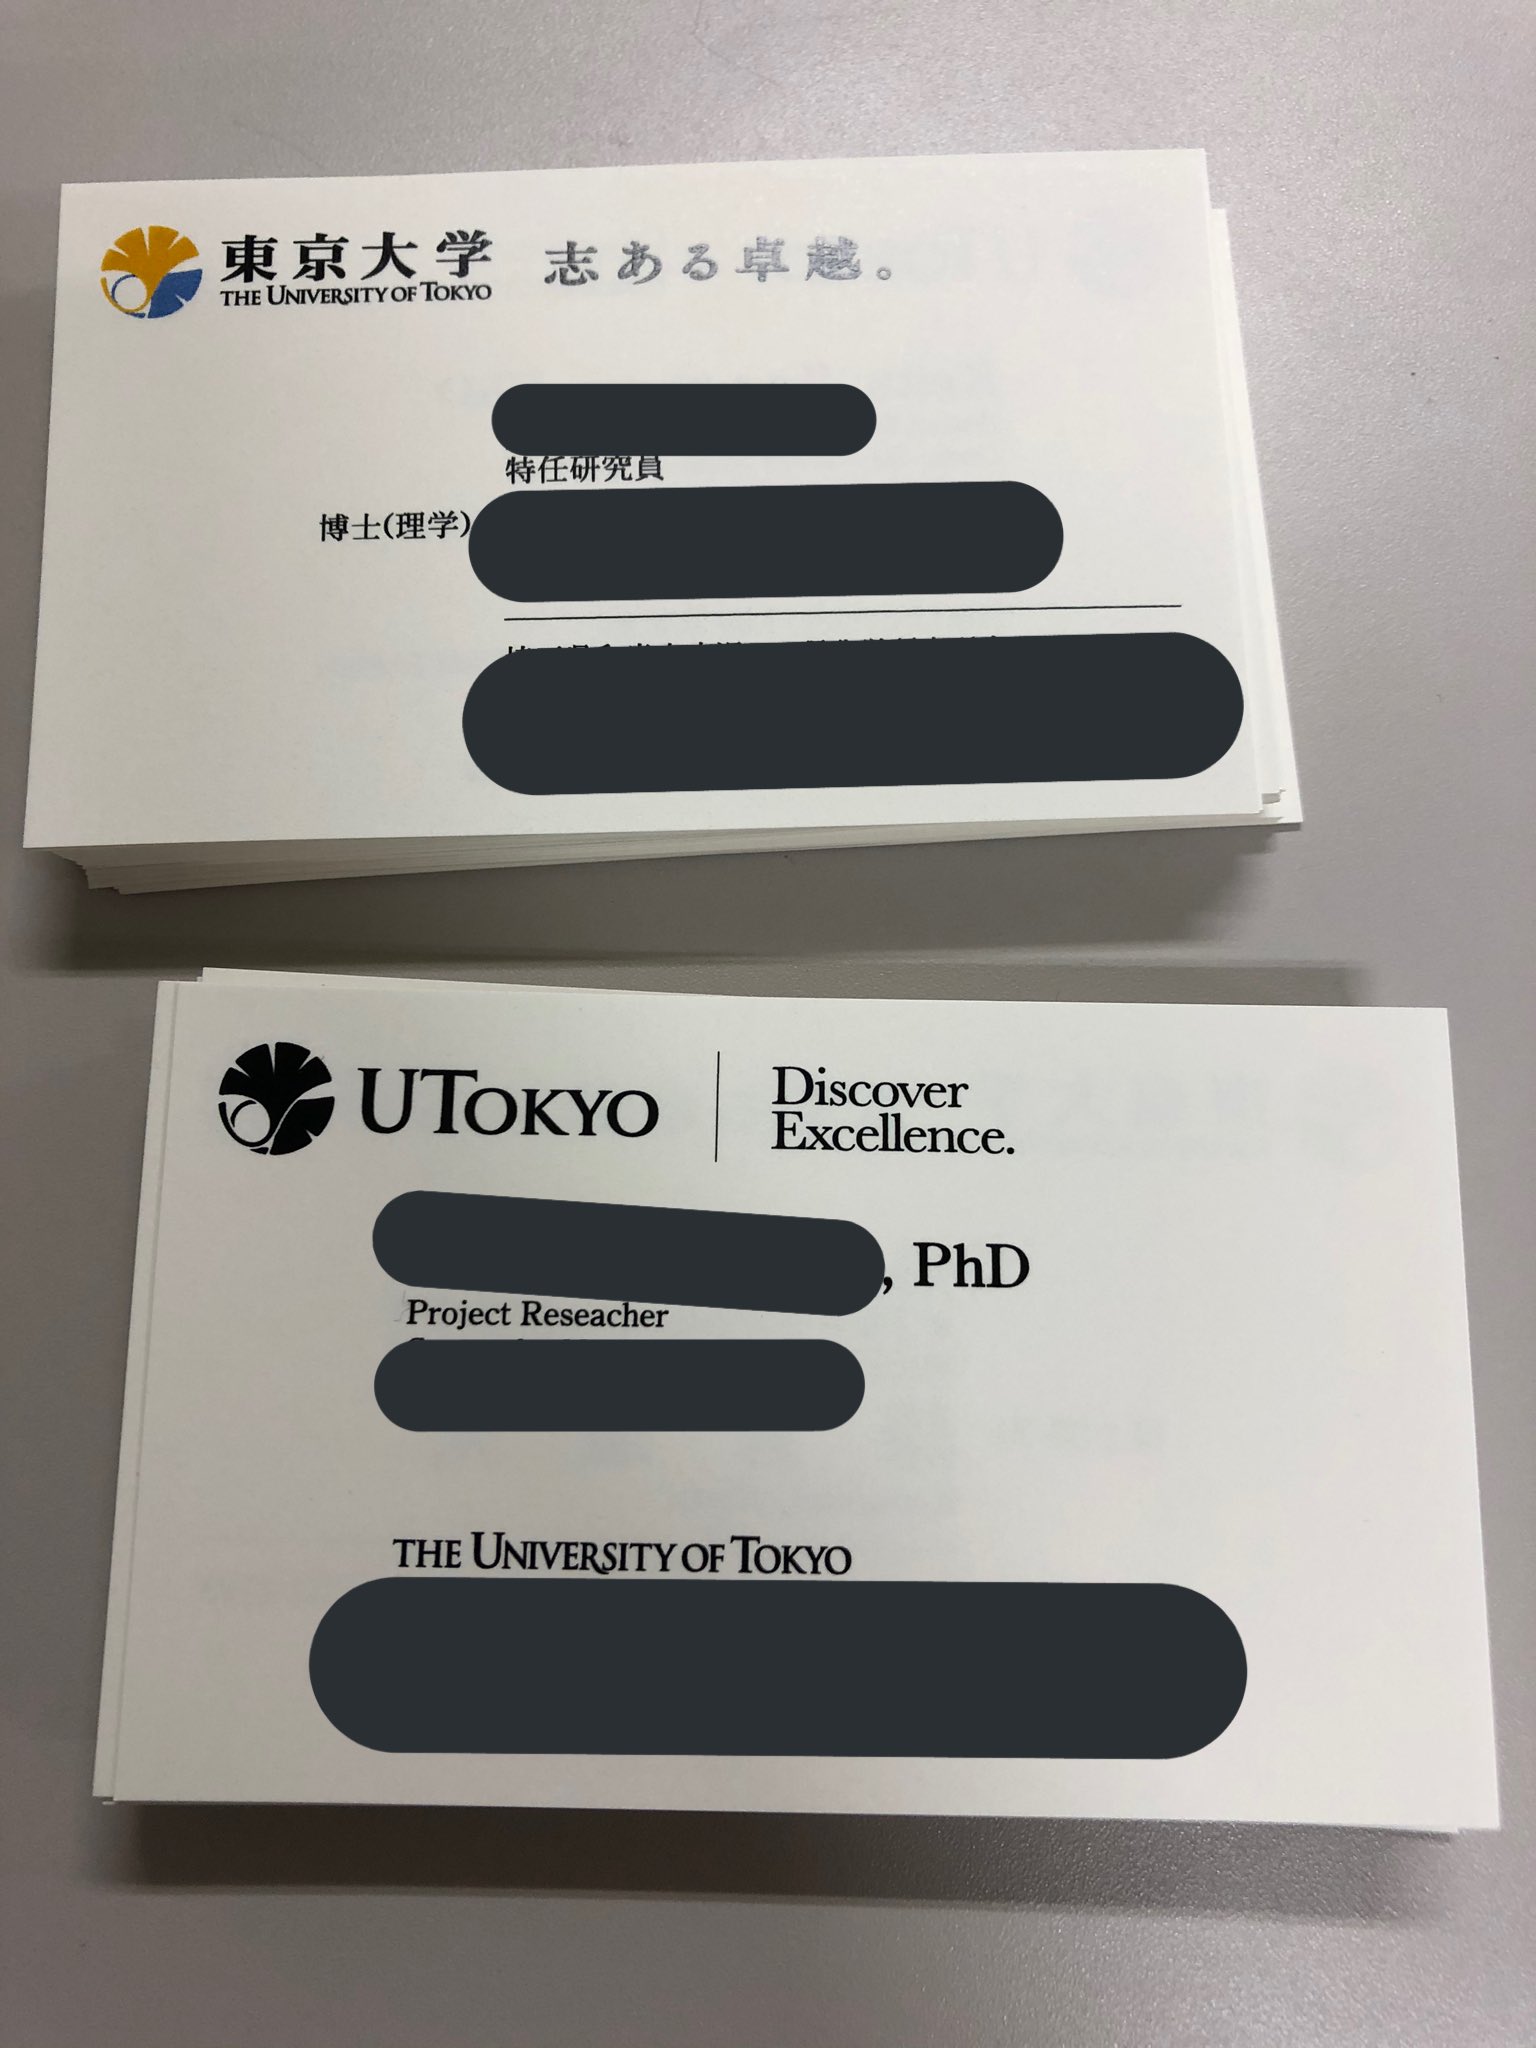 東京大学 志ある卓越。
THE UNIVERSITY OF TOKYO
特任研究員
博士(理学)
UTOKYO
Discover
Excellence.
, PhD
Project Reseacher
THE UNIVERSITY OF TOKYO